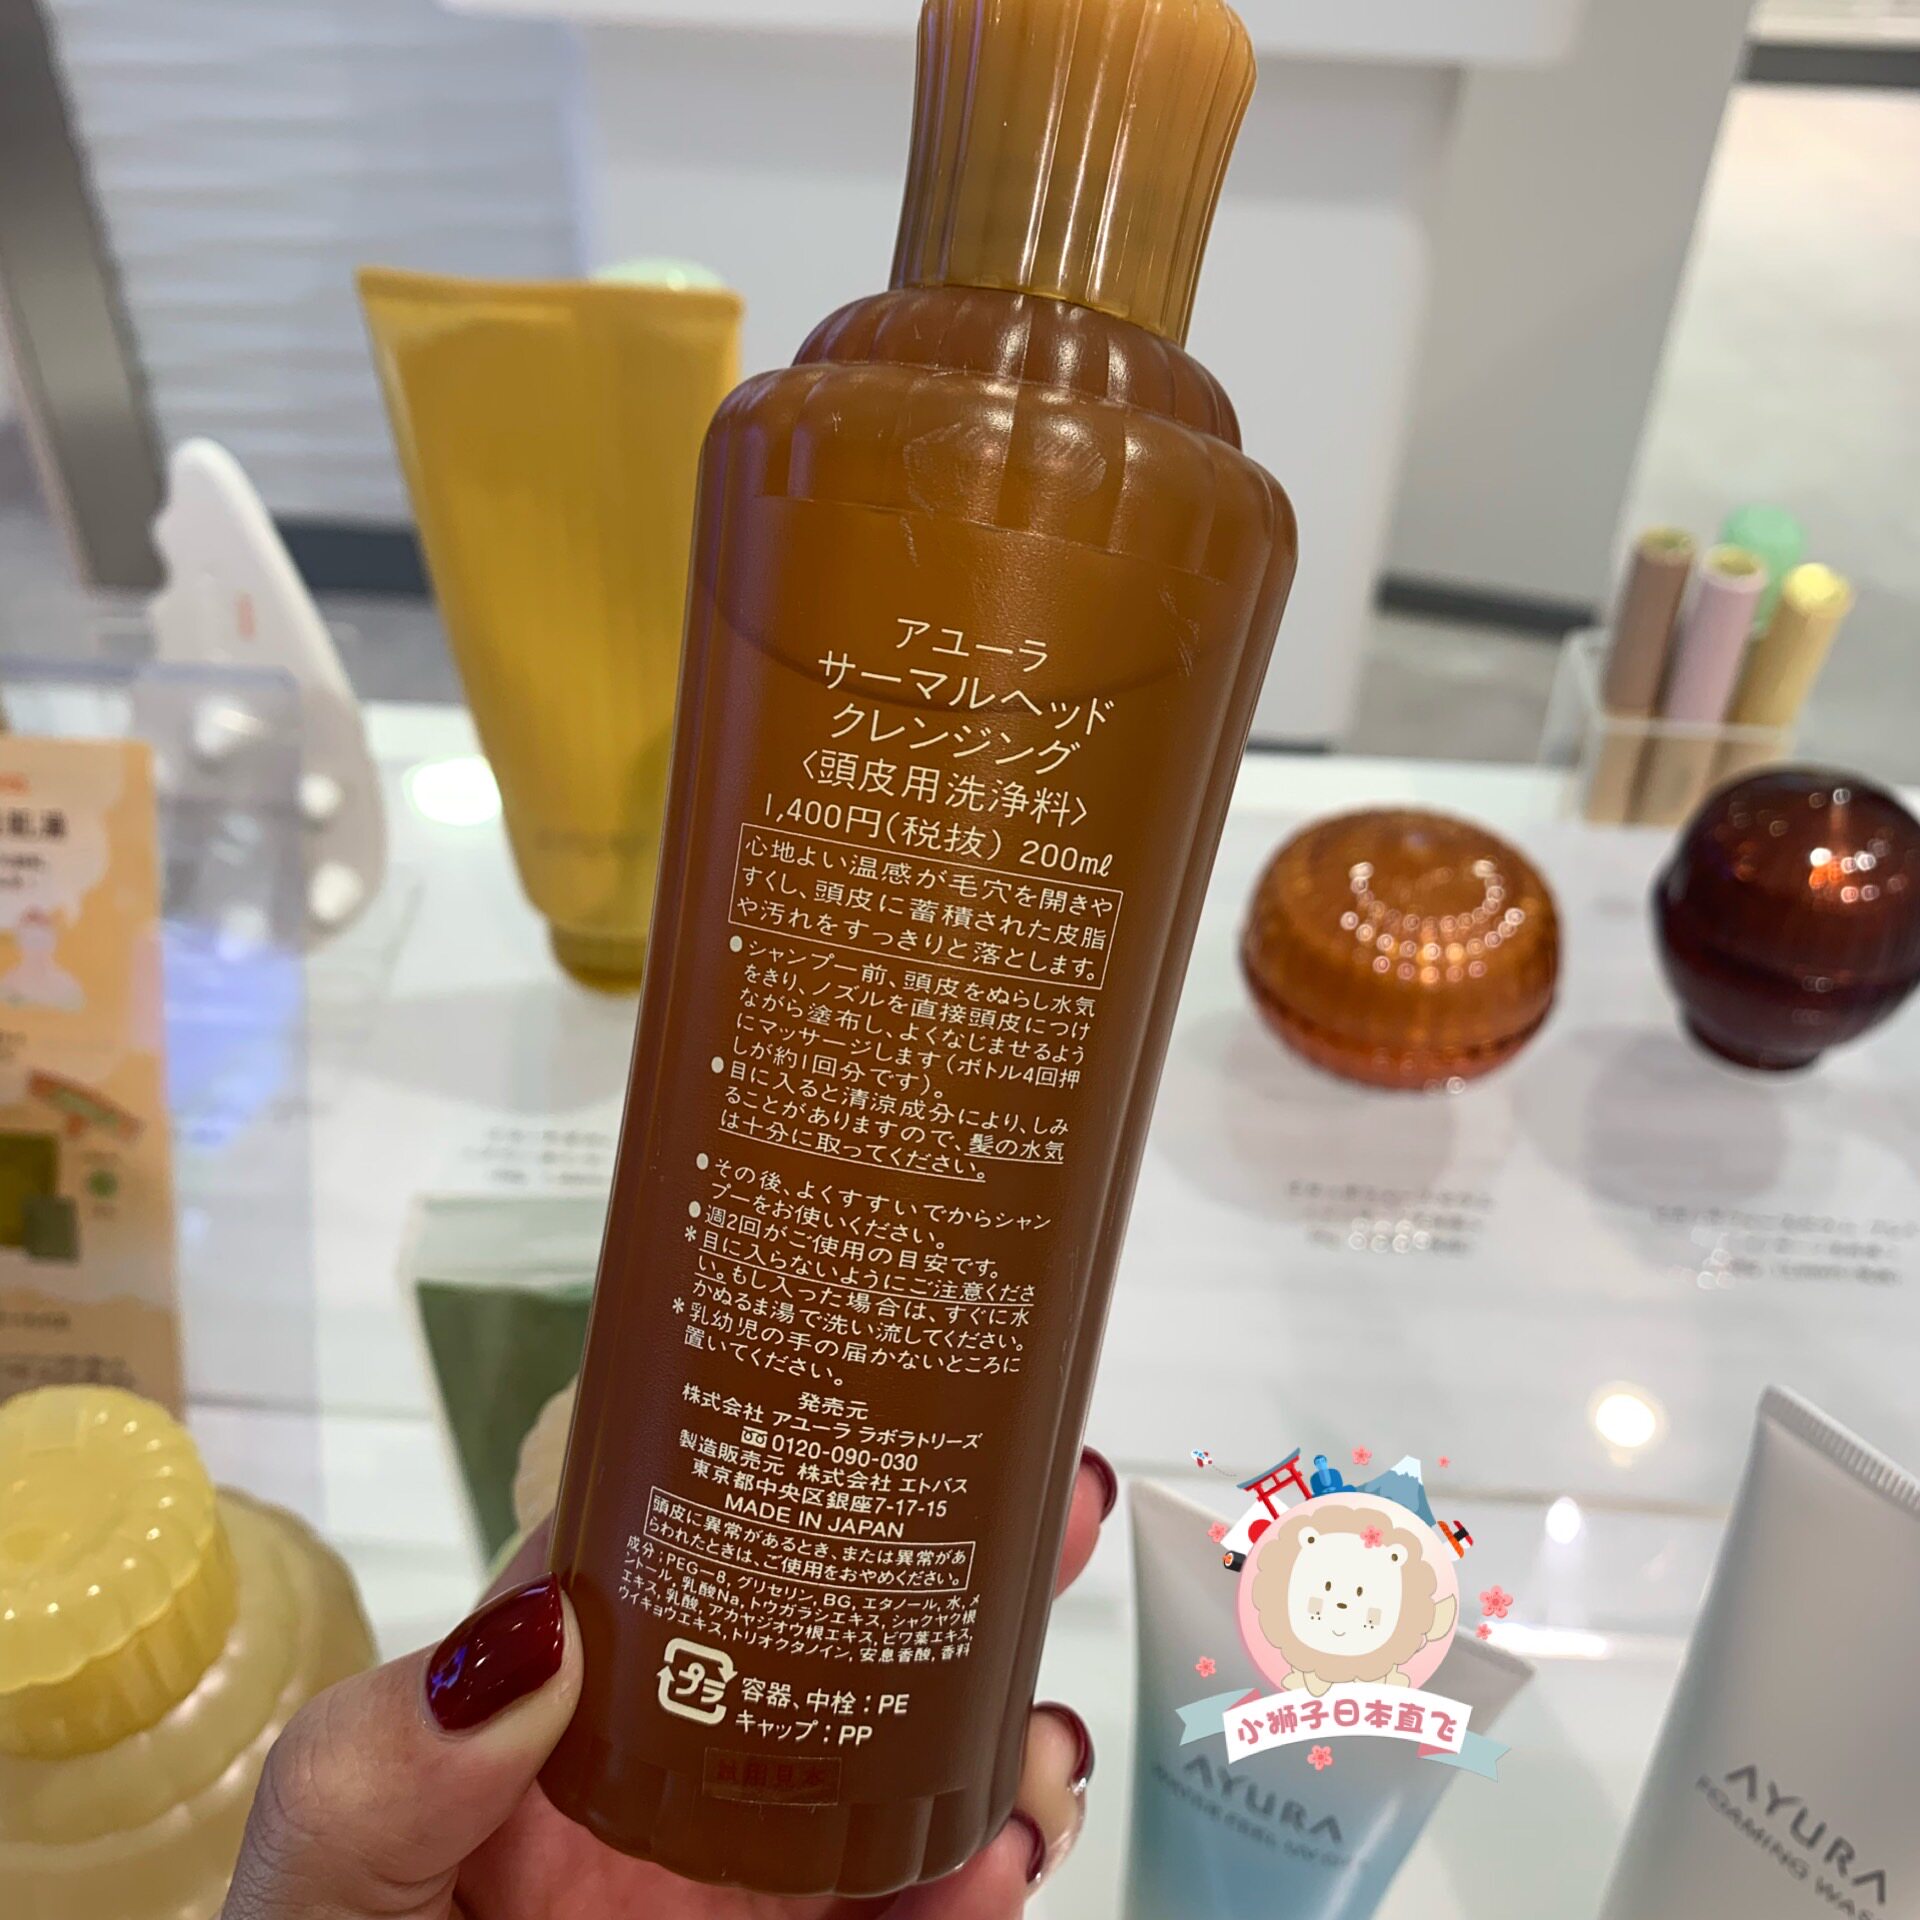 アユーラ
サーマルヘッド
クレンジング
〈頭皮用洗浄料〉
1,400円(税抜) 200㎖
心地よい温感が毛穴を開きや
すくし、頭皮に蓄積された皮脂
や汚れをすっきりと落とします。
●シャンプー前、頭皮をぬらし水気
をきり、ノズルを直接頭皮につけ
ながら塗布し、よくなじませるよう
にマッサージします(ボトル4回押
しが約1回分です)。
●目に入ると清涼成分により、しみ
ることがありますので、髪の水気
は十分に取ってください。
●その後、よくすすいでからシャン
プーをお使いください。
●週2回がご使用の目安です。
*目に入らないようにご注意くださ
い。もし入った場合は、すぐに水
かぬるま湯で洗い流してください。
*乳幼児の手の届かないところに
置いてください。
発売元
株式会社 アユーラ ラボラトリーズ
0120-090-030
製造販売元 株式会社 エトバス
東京都中央区銀座7-17-15
MADE IN JAPAN
頭皮に異常があるとき、または異常があ
らわれたときは、ご使用をおやめください。
成分:PEG-8, グリセリン, BG, エタノール, 水, メ
ントール, 乳酸Na, トウガラシエキス, シャクヤク根
エキス, 乳酸, アカヤジオウ根エキス, ビワ葉エキス,
ウイキョウエキス, トリオクタノイン, 安息香酸, 香料
プラ
容器、中栓:PE
キャップ:PP
試用見本
小狮子日本直飞
AYURA
AYURA
FOAMING WAS